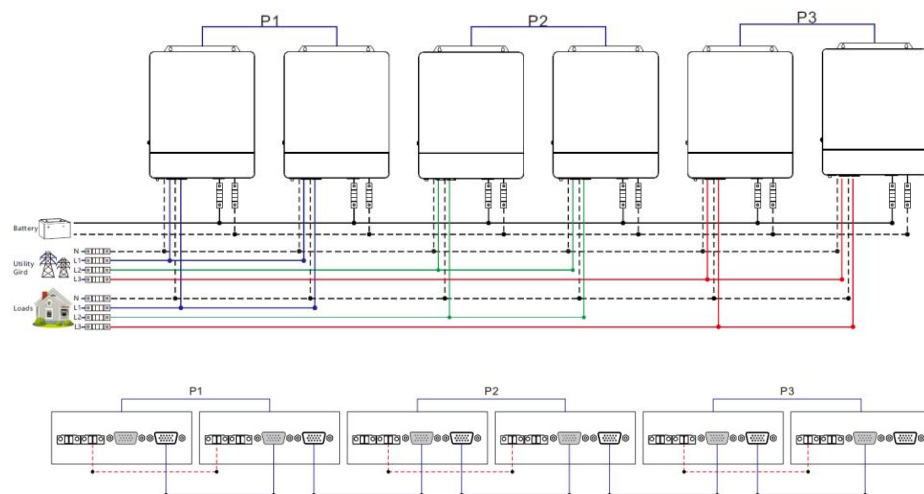 P1 P2 P3
Battery
N
L1
Utility
Gird
L2
L3
N
Loads
L1
L2
L3
P1 P2 P3